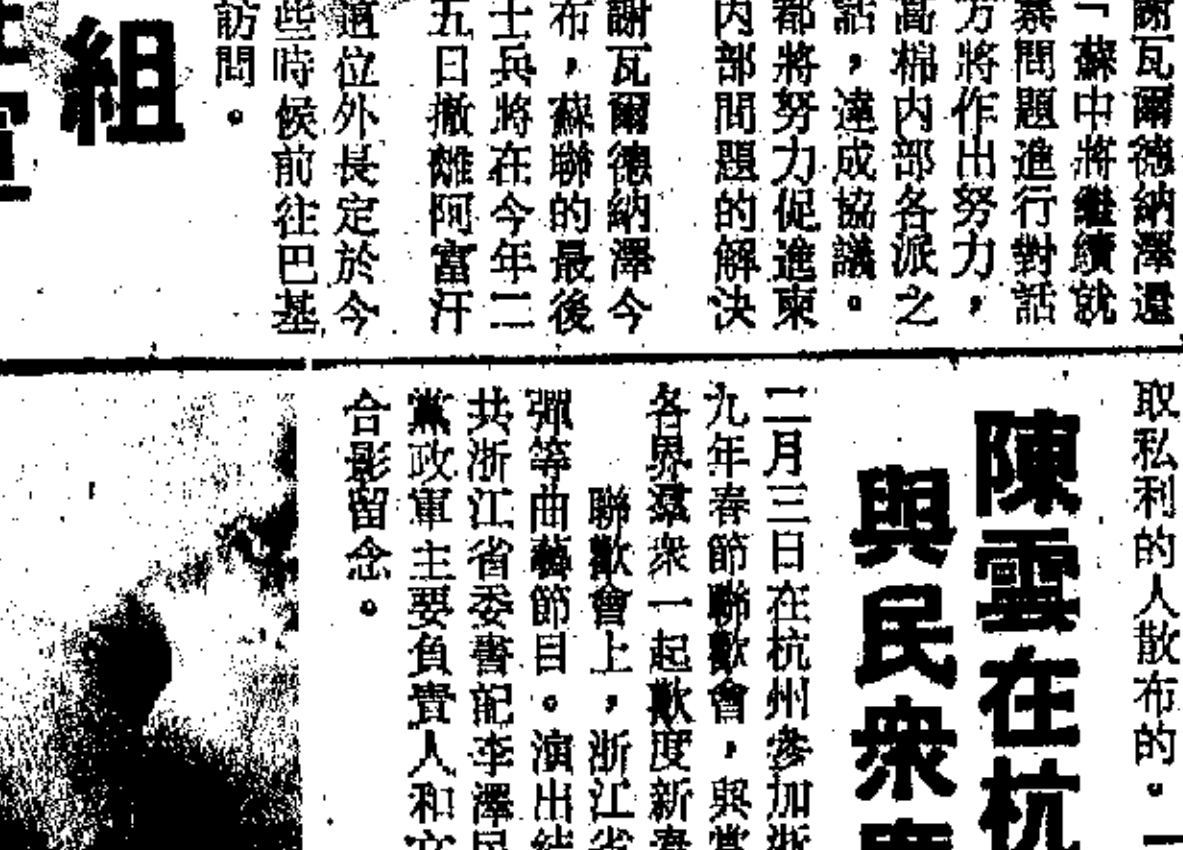 謝瓦爾德納澤還
「蘇中將繼續就
寨問題進行對話
方將作出努力，
高棉内部各派之
話，達成協議。
都將努力促進柬
内部問題的解決
謝瓦爾德納澤今
布，蘇聯的最後
士兵將在今年二
五日撤離阿富汗
這位外長定於今
些時候前往巴基
訪問。
組
取私利的人散布的。
陳雲在杭
與民衆
二月三日在杭州參加浙
九年春節聯歡會，與黨
各界羣衆一起歡度新春
聯歡會上，浙江省
彈等曲藝節目。演出結
共浙江省委書記李澤民
黨政軍主要負責人和文
合影留念。